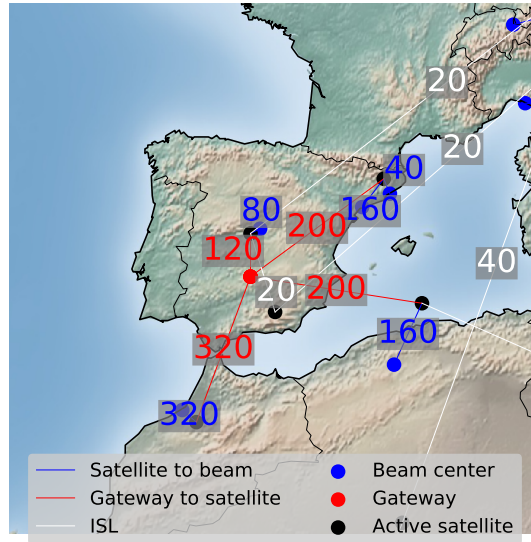 20
20
40
80
160
200
120
40
20
200
320
160
320
Satellite to beam
Gateway to satellite
ISL
Beam center
Gateway
Active satellite